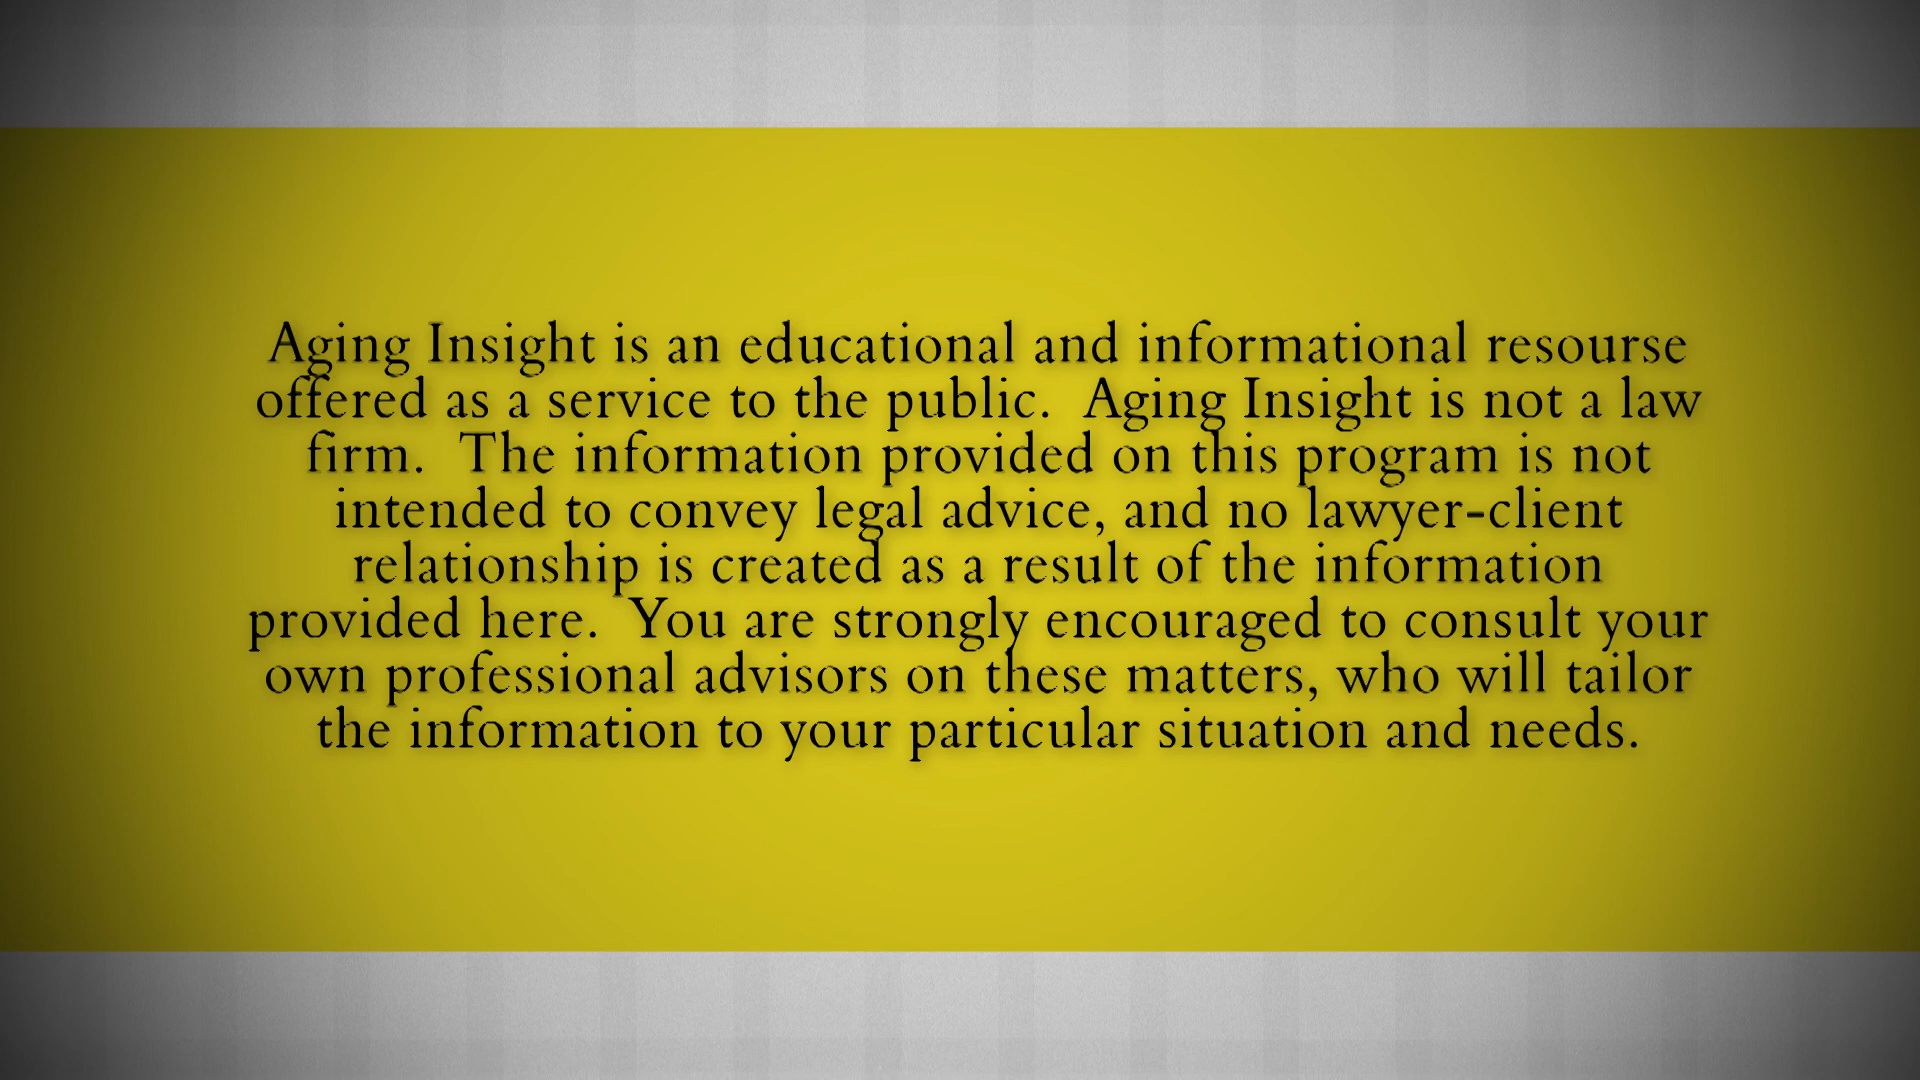 Aging Insight is an educational and informational resourse
offered as a service to the public.  Aging Insight is not a law
firm.  The information provided on this program is not
intended to convey legal advice, and no lawyer-client
relationship is created as a result of the information
provided here.  You are strongly encouraged to consult your
own professional advisors on these matters, who will tailor
the information to your particular situation and needs.